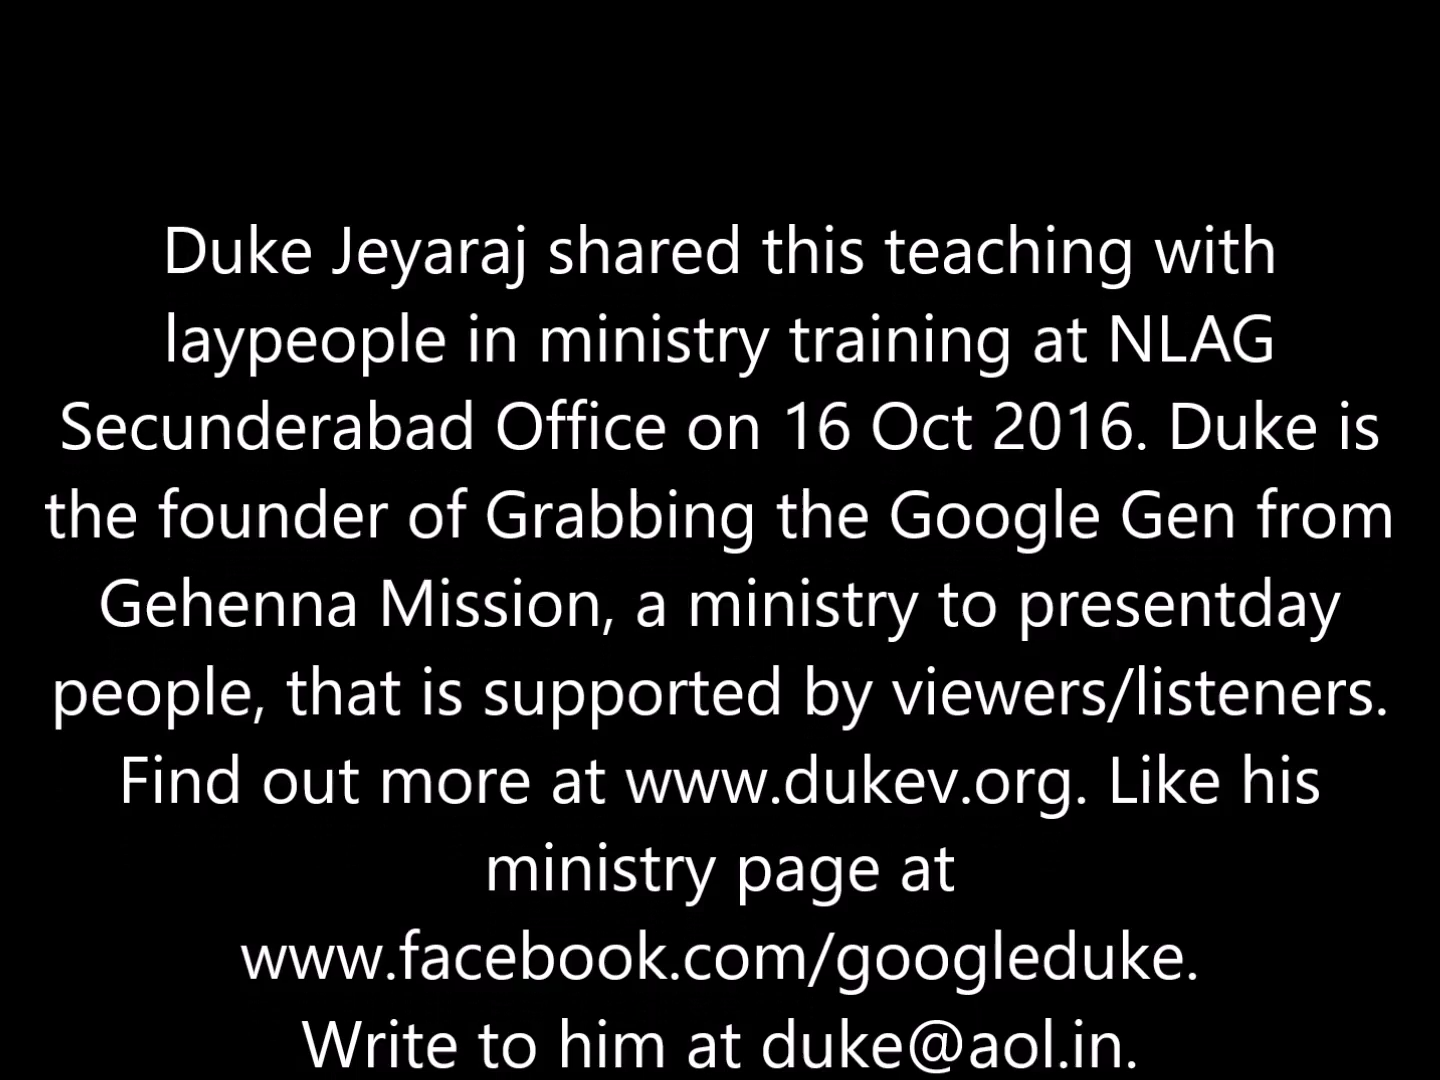 Duke Jeyaraj shared this teaching with
laypeople in ministry training at NLAG
Secunderabad Office on 16 Oct 2016. Duke is
the founder of Grabbing the Google Gen from
Gehenna Mission, a ministry to presentday
people, that is supported by viewers/listeners.
Find out more at www.dukev.org. Like his
ministry page at
www.facebook.com/googleduke.
Write to him at duke@aol.in.